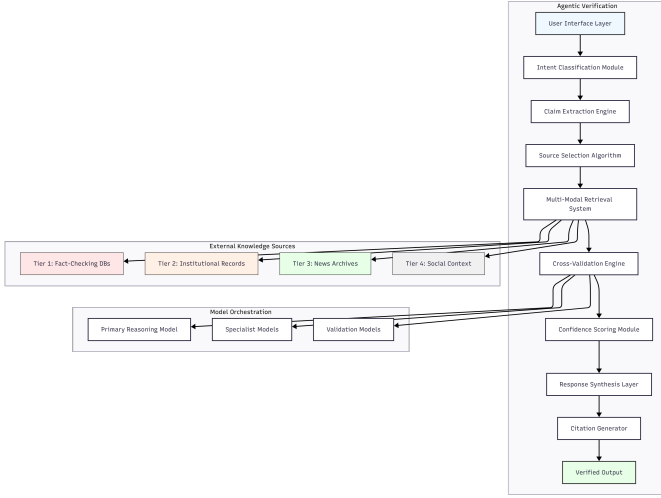 Agentic Verification
User Interface Layer
Intent Classification Module
Claim Extraction Engine
Source Selection Algorithm
Multi-Modal Retrieval
System
External Knowledge Sources
Tier 1: Fact-Checking DBs
Tier 2: Institutional Records
Tier 3: News Archives
Tier 4: Social Context
Cross-Validation Engine
Model Orchestration
Primary Reasoning Model
Specialist Models
Validation Models
Confidence Scoring Module
Response Synthesis Layer
Citation Generator
Verified Output